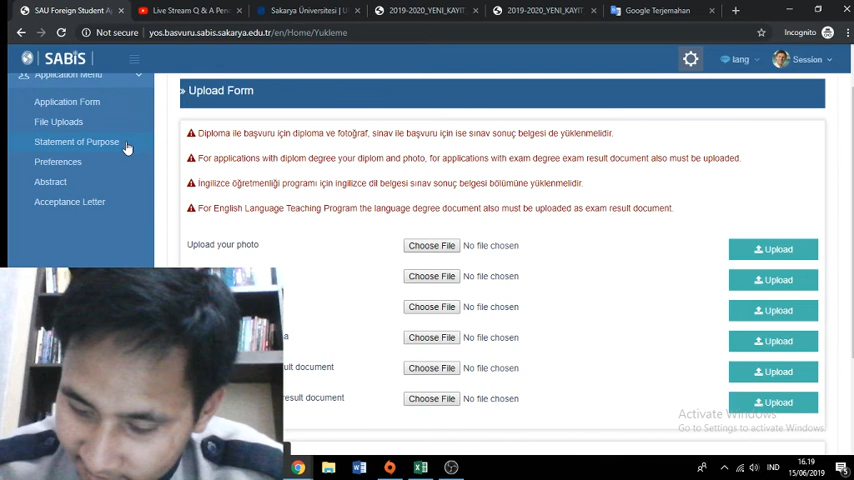 SAU Foreign Student A
Live Stream Q & A Pen
Sakarya Üniversitesi | U
2019-2020_YENİ_KAYIT
2019-2020_YENİ_KAYIT
Google Terjemahan
Not secure
yos.basvuru.sabis.sakarya.edu.tr/en/Home/Yukleme
Incognito
SABİS
lang
Session
Application Menu
Application Form
File Uploads
Statement of Purpose
Preferences
Abstract
Acceptance Letter
» Upload Form
Diploma ile başvuru için diploma ve fotoğraf, sinav ile başvuru için ise sınav sonuç belgesi de yüklenmelidir.
For applications with diplom degree your diplom and photo, for applications with exam degree exam result document also must be uploaded.
İngilizce öğretmenliği programı için ingilizce dil belgesi sınav sonuç belgesi bölümüne yüklenmelidir.
For English Language Teaching Program the language degree document also must be uploaded as exam result document.
Upload your photo
Choose File No file chosen
Upload
Choose File No file chosen
Upload
Choose File No file chosen
Upload
a
Choose File No file chosen
Upload
ult document
Choose File No file chosen
Upload
result document
Choose File No file chosen
Upload
Activate Windows
Go to Settings to activate Windows.
IND
16.19
15/06/2019